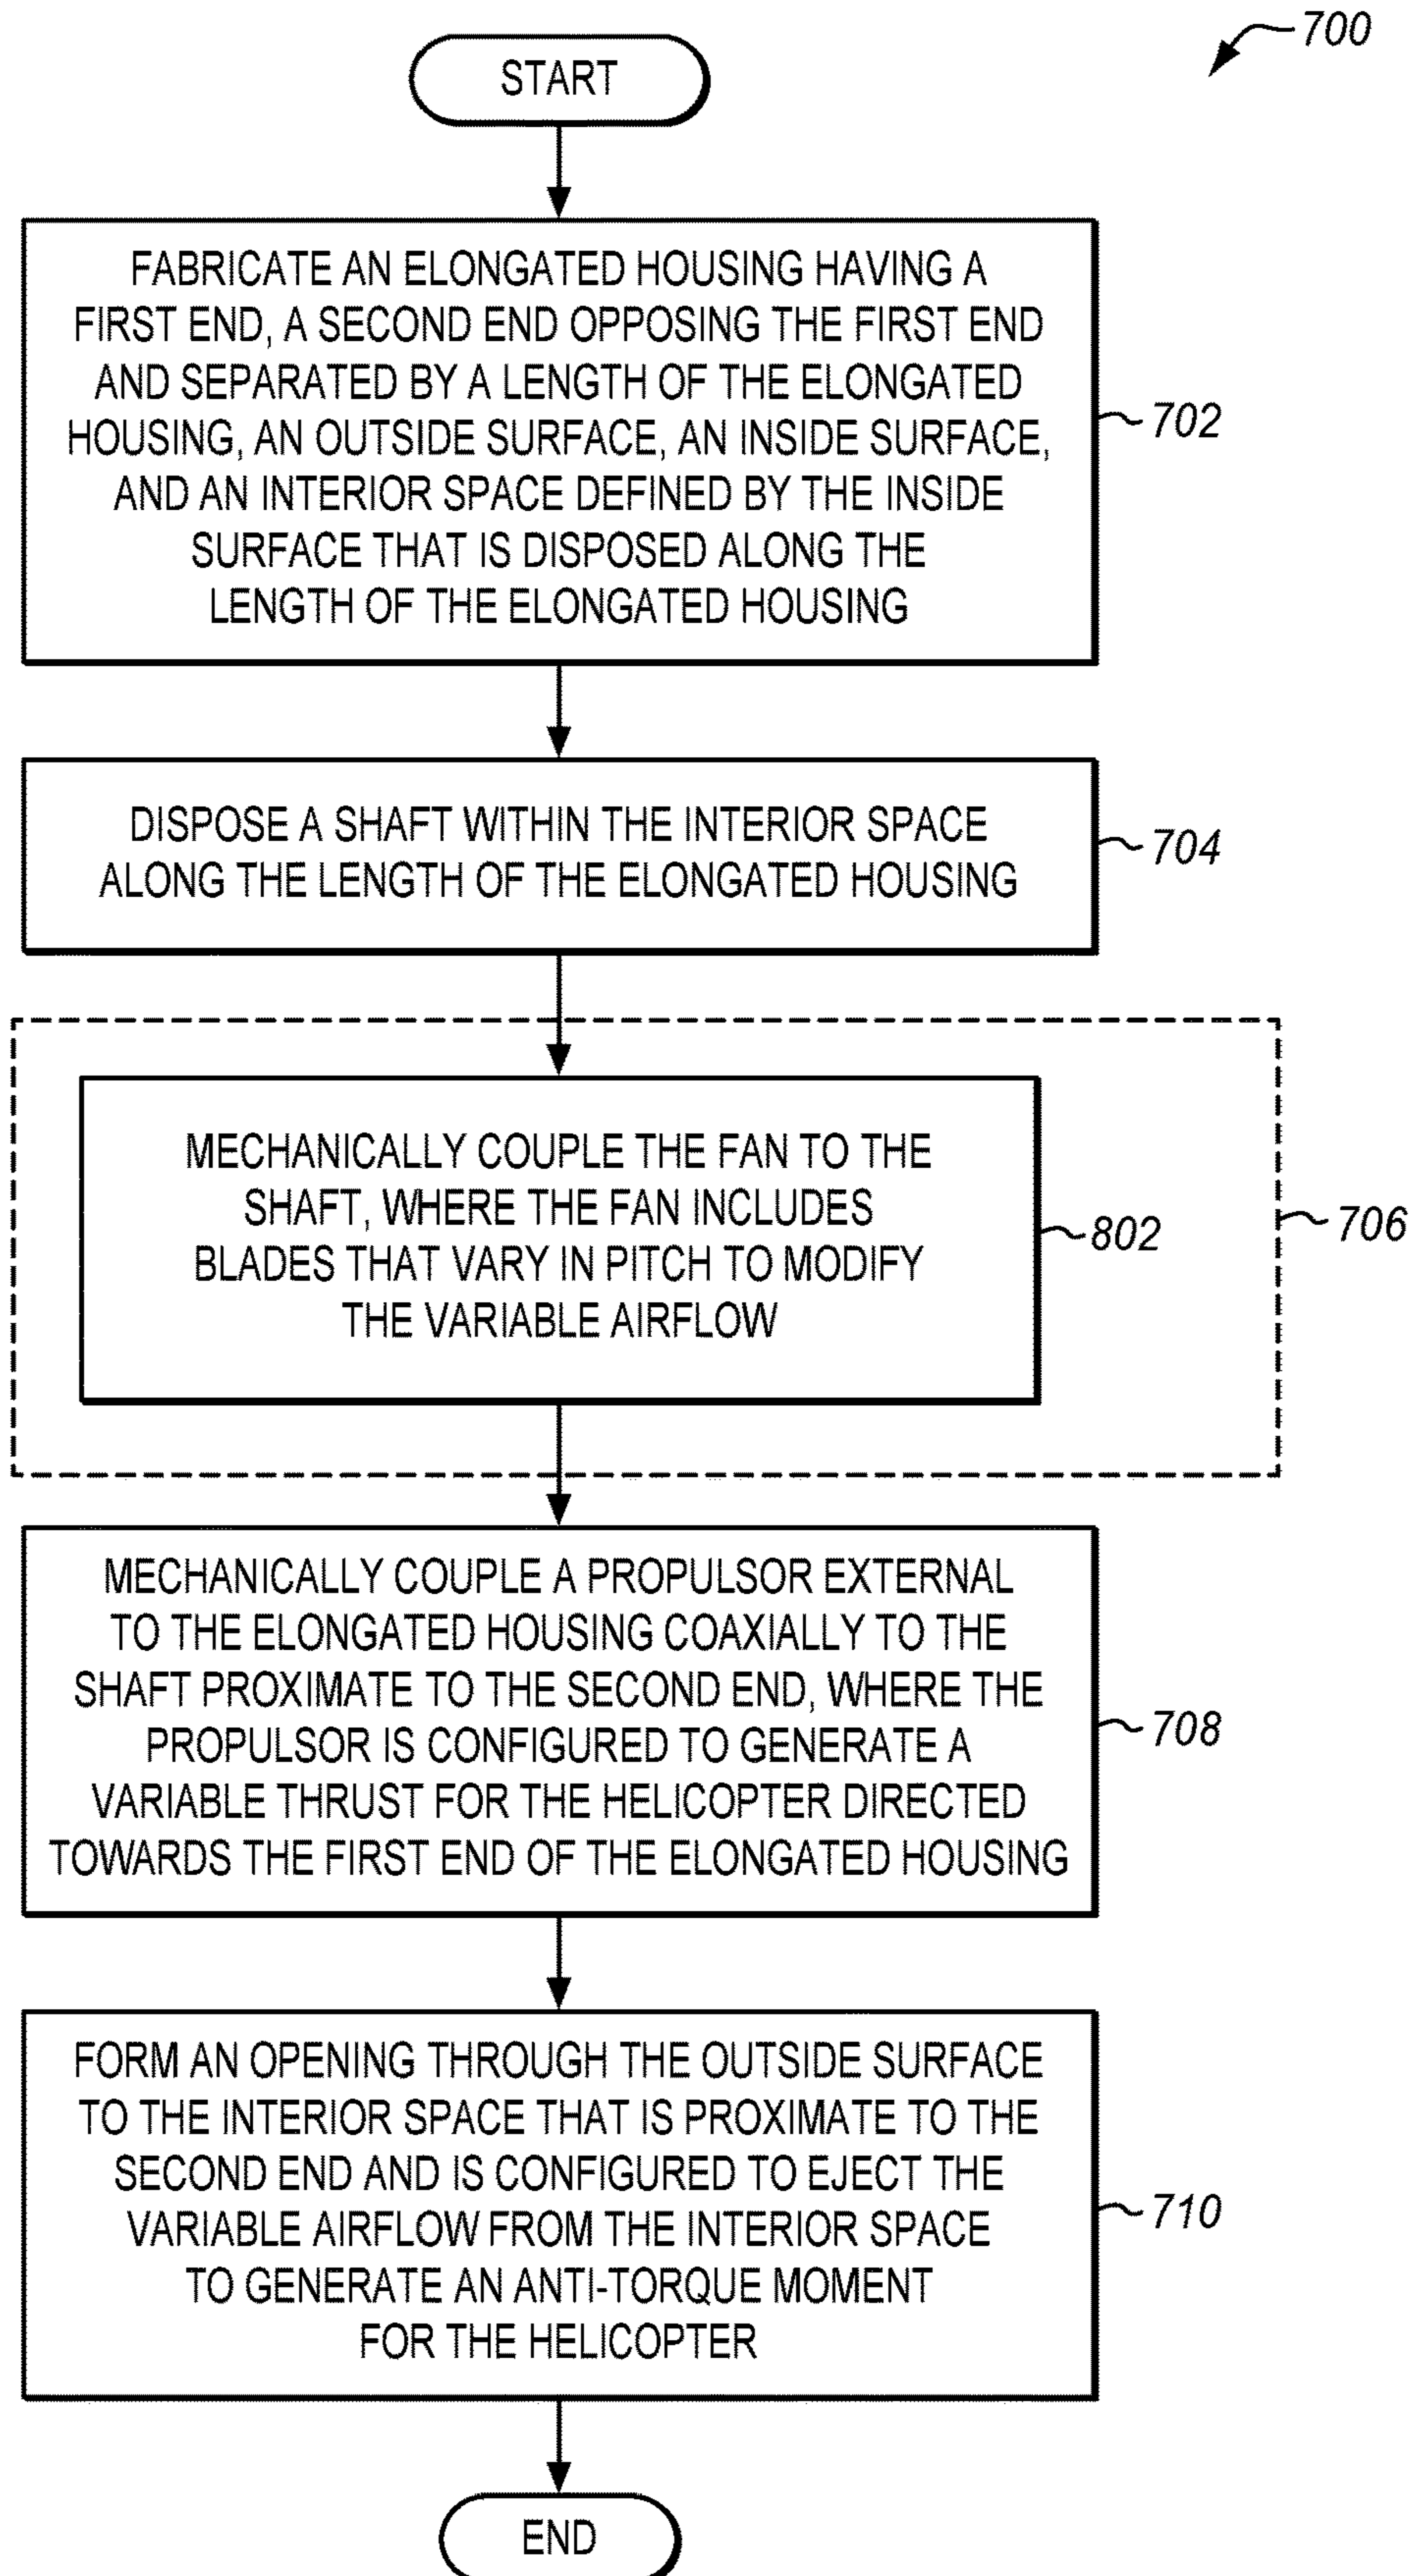 700
START
FABRICATE AN ELONGATED HOUSING HAVING A
FIRST END, A SECOND END OPPOSING THE FIRST END
AND SEPARATED BY A LENGTH OF THE ELONGATED
HOUSING, AN OUTSIDE SURFACE, AN INSIDE SURFACE,
AND AN INTERIOR SPACE DEFINED BY THE INSIDE
SURFACE THAT IS DISPOSED ALONG THE
LENGTH OF THE ELONGATED HOUSING
702
DISPOSE A SHAFT WITHIN THE INTERIOR SPACE
ALONG THE LENGTH OF THE ELONGATED HOUSING
704
MECHANICALLY COUPLE THE FAN TO THE
SHAFT, WHERE THE FAN INCLUDES
BLADES THAT VARY IN PITCH TO MODIFY
THE VARIABLE AIRFLOW
802
706
MECHANICALLY COUPLE A PROPULSOR EXTERNAL
TO THE ELONGATED HOUSING COAXIALLY TO THE
SHAFT PROXIMATE TO THE SECOND END, WHERE THE
PROPULSOR IS CONFIGURED TO GENERATE A
VARIABLE THRUST FOR THE HELICOPTER DIRECTED
TOWARDS THE FIRST END OF THE ELONGATED HOUSING
708
FORM AN OPENING THROUGH THE OUTSIDE SURFACE
TO THE INTERIOR SPACE THAT IS PROXIMATE TO THE
SECOND END AND IS CONFIGURED TO EJECT THE
VARIABLE AIRFLOW FROM THE INTERIOR SPACE
TO GENERATE AN ANTI-TORQUE MOMENT
FOR THE HELICOPTER
710
END